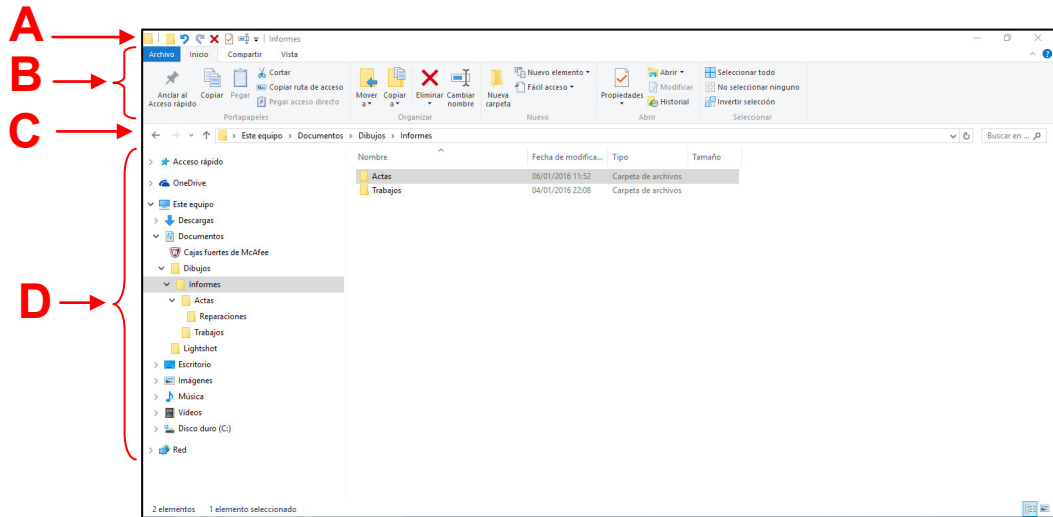 A
Informes
Archivo Inicio Compartir Vista
B
Anclar al
Acceso rápido
Copiar
Pegar
Cortar
Copiar ruta de acceso
Pegar acceso directo
Portapapeles
Mover
a
Copiar
a
Eliminar
Cambiar
nombre
Organizar
Nueva
carpeta
Nuevo elemento
Fácil acceso
Nuevo
Propiedades
Abrir
Modificar
Historial
Abrir
Seleccionar todo
No seleccionar ninguno
Invertir selección
Seleccionar
C
Este equipo > Documentos > Dibujos > Informes
Buscar en ...
D
Acceso rápido
OneDrive
Este equipo
Descargas
Documentos
Cajas fuertes de McAfee
Dibujos
Informes
Actas
Reparaciones
Trabajos
Lightshot
Escritorio
Imágenes
Música
Vídeos
Disco duro (C:)
Red
Nombre Fecha de modifica... Tipo Tamaño
Actas 06/01/2016 11:52 Carpeta de archivos
Trabajos 04/01/2016 22:08 Carpeta de archivos
2 elementos 1 elemento seleccionado